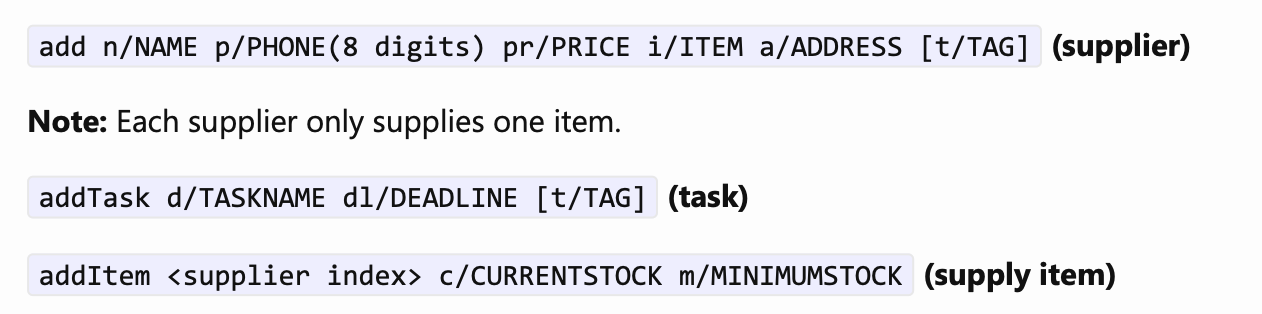 add n/NAME p/PHONE(8 digits) pr/PRICE i/ITEM a/ADDRESS [t/TAG] (supplier)
Note: Each supplier only supplies one item.
addTask d/TASKNAME dl/DEADLINE [t/TAG] (task)
addItem <supplier index> c/CURRENTSTOCK m/MINIMUMSTOCK (supply item)